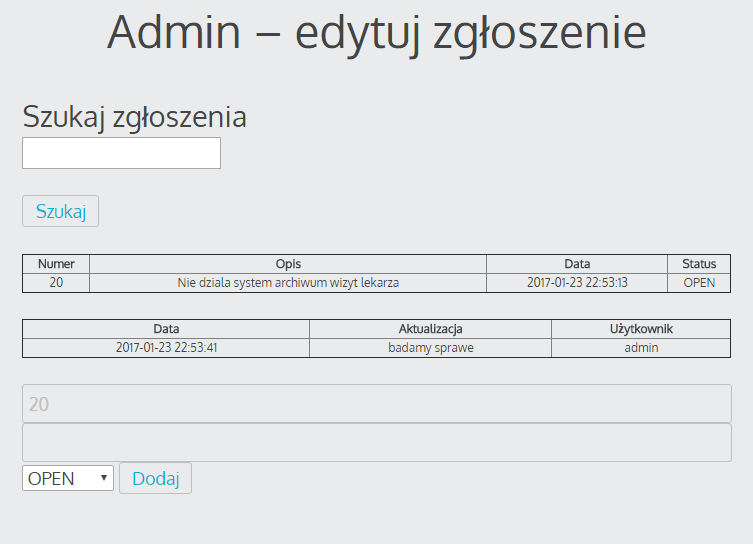 Admin – edytuj zgłoszenie
Szukaj zgłoszenia
Szukaj
Numer Opis Data Status
20 Nie dziala system archiwum wizyt lekarza 2017-01-23 22:53:13 OPEN
Data Aktualizacja Użytkownik
2017-01-23 22:53:41 badamy sprawe admin
20
OPEN Dodaj